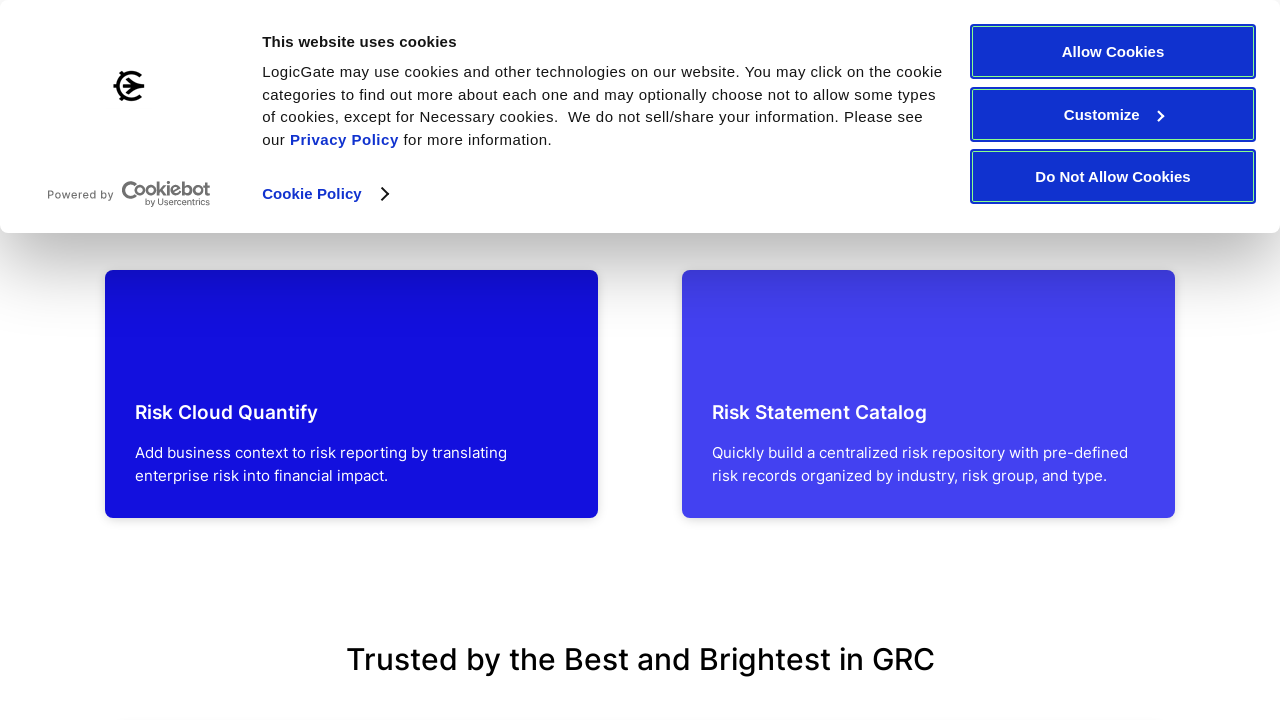 This website uses cookies
LogicGate may use cookies and other technologies on our website. You may click on the cookie
categories to find out more about each one and may optionally choose not to allow some types
of cookies, except for Necessary cookies.  We do not sell/share your information. Please see
our Privacy Policy for more information.
Cookie Policy
Powered by Cookiebot
by Usercentrics
Allow Cookies
Customize
Do Not Allow Cookies
Risk Cloud Quantify
Add business context to risk reporting by translating
enterprise risk into financial impact.
Risk Statement Catalog
Quickly build a centralized risk repository with pre-defined
risk records organized by industry, risk group, and type.
Trusted by the Best and Brightest in GRC